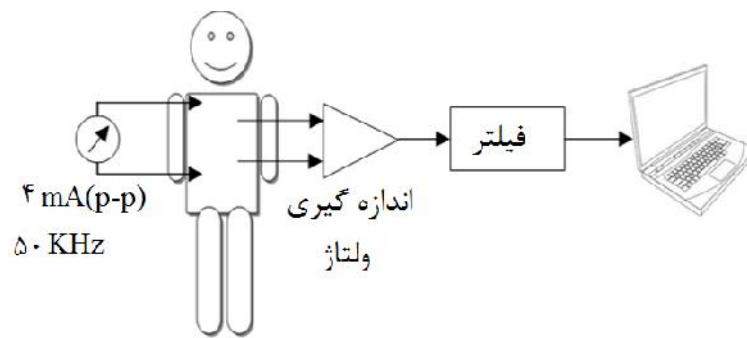 فیلتر
۴ mA(p-p)
۵۰ KHz
اندازه گیری
ولتاژ